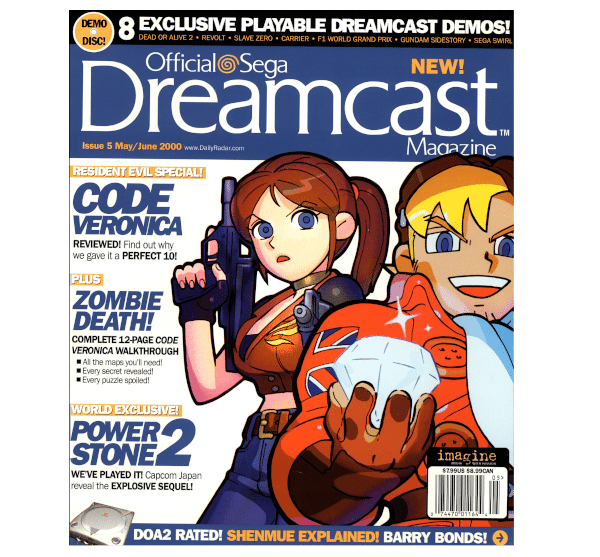 DEMO DISC!
8 EXCLUSIVE PLAYABLE DREAMCAST DEMOS!
DEAD OR ALIVE 2 • REVOLT • SLAVE ZERO • CARRIER • F1 WORLD GRAND PRIX • GUNDAM SIDESTORY • SEGA SWIRL
Official Sega
NEW!
Dreamcast™
Magazine
Issue 5 May/June 2000 www.DailyRadar.com
RESIDENT EVIL SPECIAL!
CODE
VERONICA
REVIEWED! Find out why
we gave it a PERFECT 10!
PLUS
ZOMBIE
DEATH!
COMPLETE 12-PAGE CODE
VERONICA WALKTHROUGH
■ All the maps you'll need!
■ Every secret revealed!
■ Every puzzle spoiled!
WORLD EXCLUSIVE!
POWER
STONE 2
WE'VE PLAYED IT! Capcom Japan
reveal the EXPLOSIVE SEQUEL!
imagine
$7.99US $8.99CAN
05>
DOA2 RATED! SHENMUE EXPLAINED! BARRY BONDS!